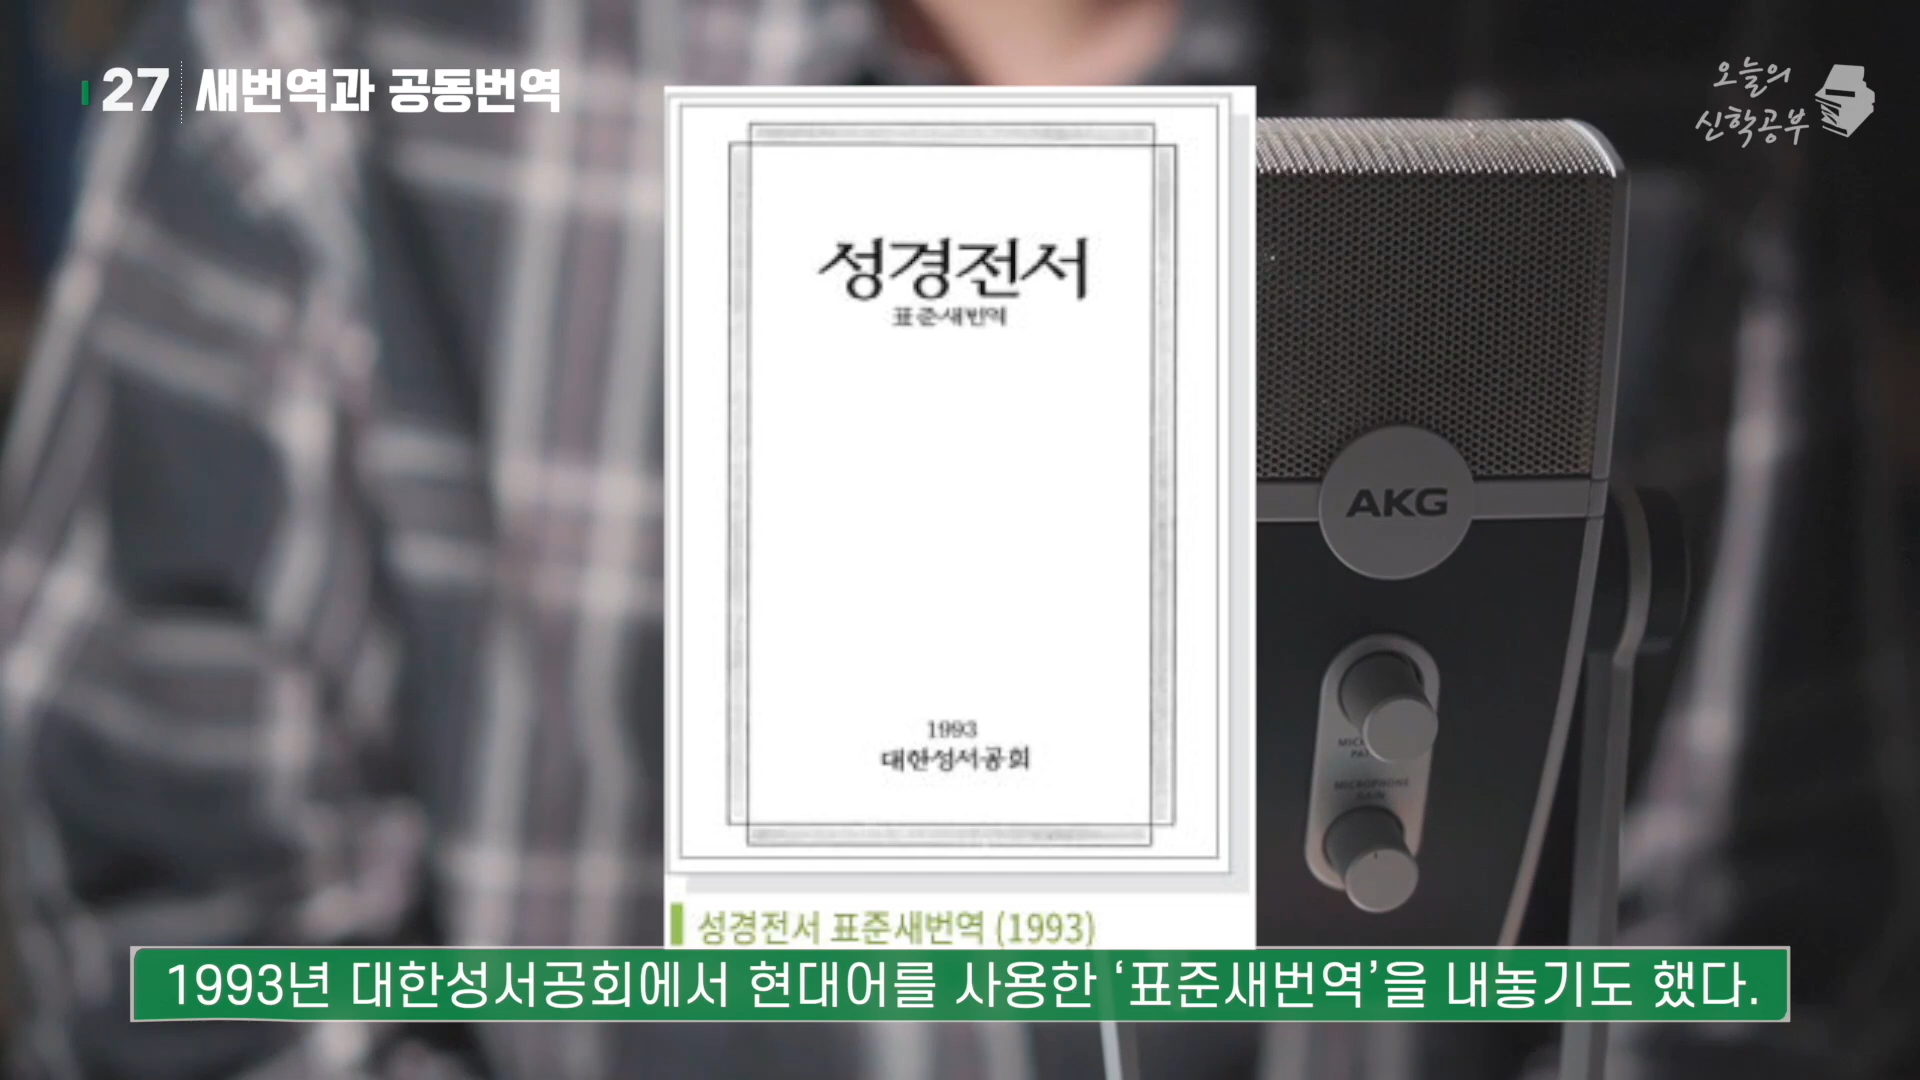 27 새번역과 공동번역
오늘의
신학공부
성경전서
표준새번역
AKG
1993
대한성서공회
MICROPHONE
GAIN
성경전서 표준새번역 (1993)
1993년 대한성서공회에서 현대어를 사용한 ‘표준새번역’을 내놓기도 했다.